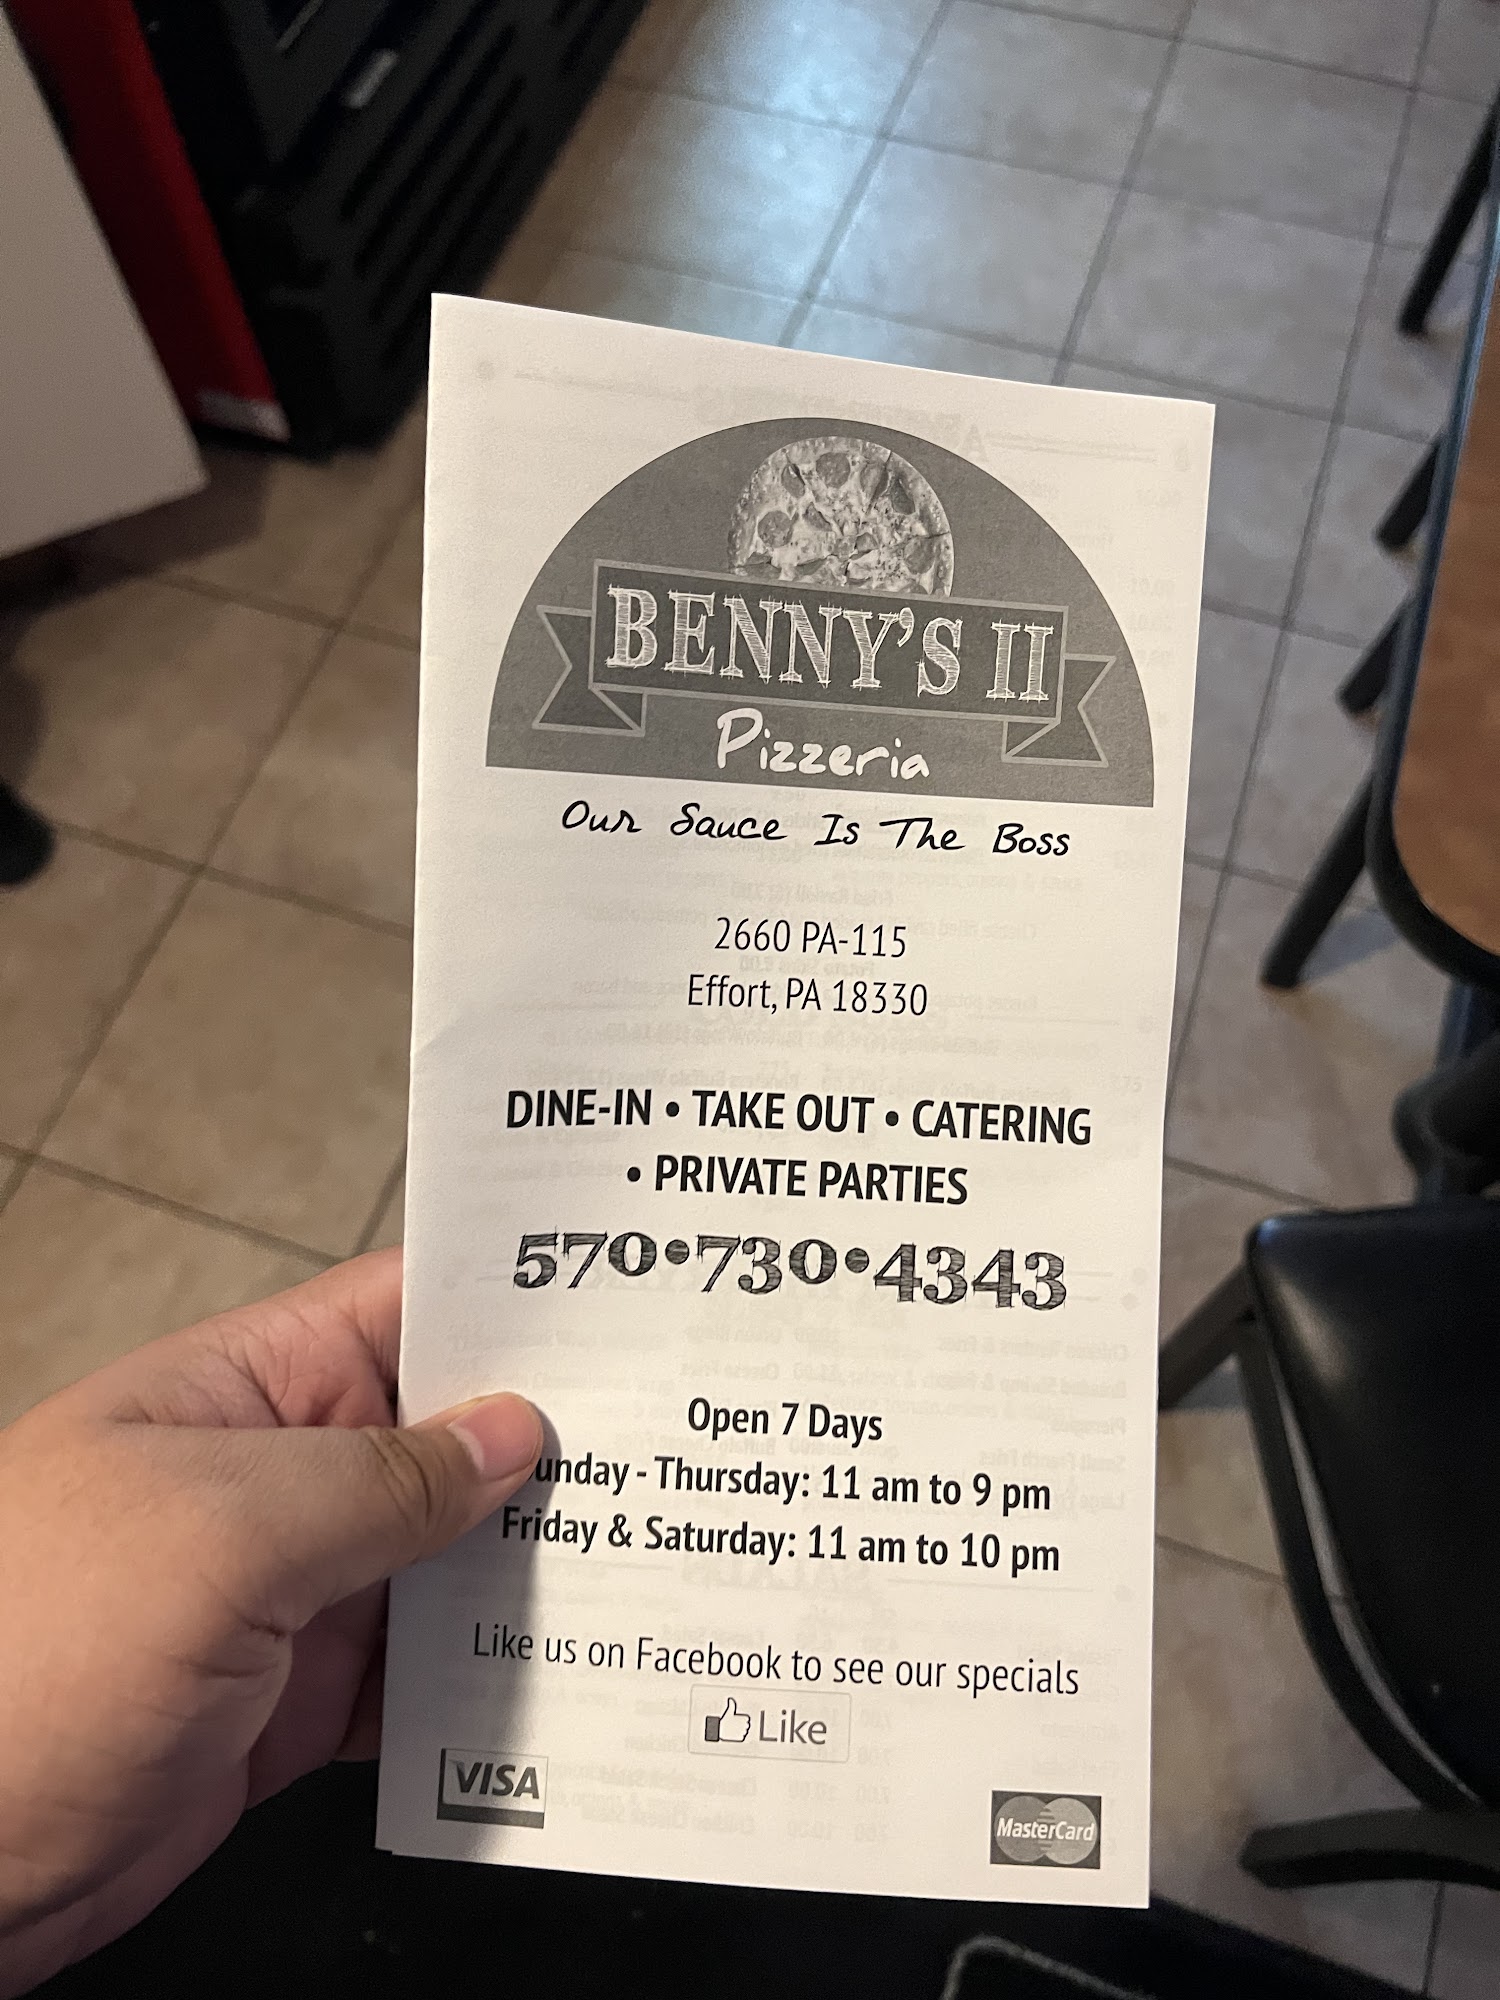 BENNY'S II
Pizzeria
Our Sauce Is The Boss
2660 PA-115
Effort, PA 18330
DINE-IN • TAKE OUT • CATERING
• PRIVATE PARTIES
570•730•4343
Open 7 Days
unday - Thursday: 11 am to 9 pm
Friday & Saturday: 11 am to 10 pm
Like us on Facebook to see our specials
Like
VISA
MasterCard